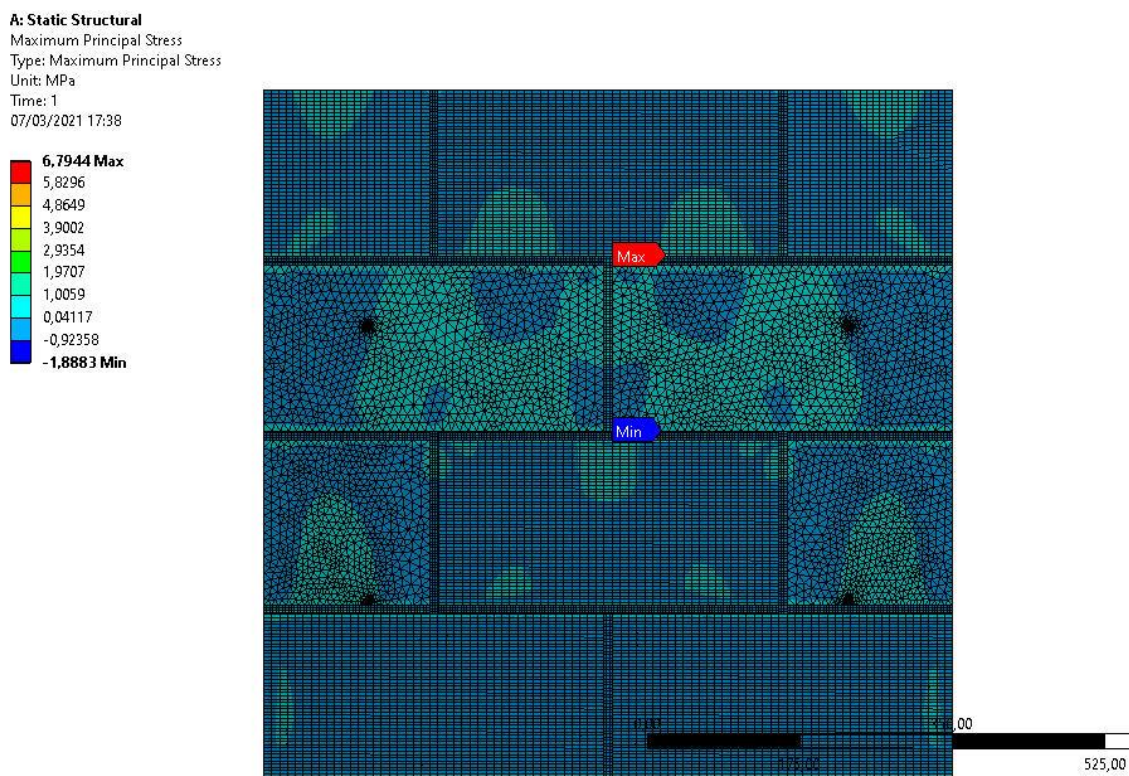 A: Static Structural
Maximum Principal Stress
Type: Maximum Principal Stress
Unit: MPa
Time: 1
07/03/2021 17:38
6,7944 Max
5,8296
4,8649
3,9002
2,9354
1,9707
1,0059
0,04117
-0,92358
-1,8883 Min
Max
Min
0,00
175,00
525,00